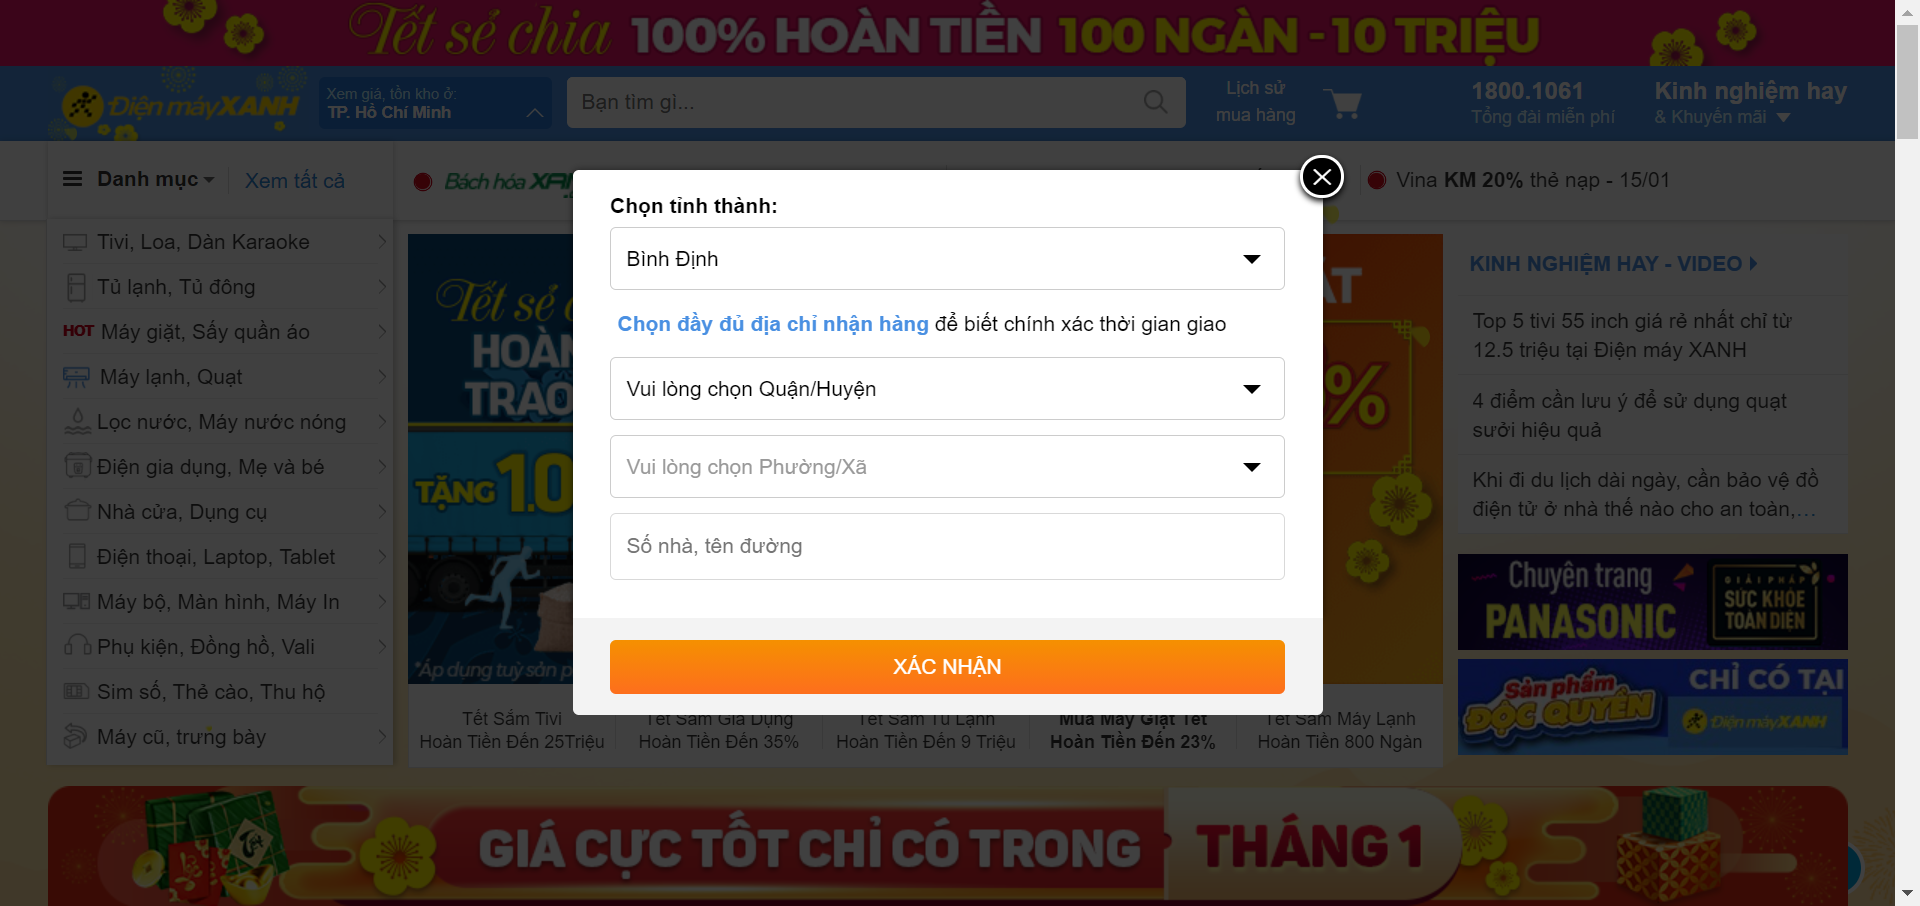 Tết sẻ chia 100% HOÀN TIỀN 100 NGÀN - 10 TRIỆU
Điện máy XANH
Xem giá, tồn kho ở:
TP. Hồ Chí Minh
Bạn tìm gì...
Lịch sử
mua hàng
1800.1061
Tổng đài miễn phí
Kinh nghiệm hay
& Khuyến mãi
Danh mục
Xem tất cả
Bách hóa XAN
Vina KM 20% thẻ nạp - 15/01
Tivi, Loa, Dàn Karaoke
Tủ lạnh, Tủ đông
HOT Máy giặt, Sấy quần áo
Máy lạnh, Quạt
Lọc nước, Máy nước nóng
Điện gia dụng, Mẹ và bé
Nhà cửa, Dụng cụ
Điện thoại, Laptop, Tablet
Máy bộ, Màn hình, Máy In
Phụ kiện, Đồng hồ, Vali
Sim số, Thẻ cào, Thu hộ
Máy cũ, trưng bày
Tết sẻ
HOÀ
TRAO
TẶNG 1.0
*Áp dụng tuỳ sản p
ẤT
%
Chọn tỉnh thành:
Bình Định
Chọn đầy đủ địa chỉ nhận hàng để biết chính xác thời gian giao
Vui lòng chọn Quận/Huyện
Vui lòng chọn Phường/Xã
Số nhà, tên đường
XÁC NHẬN
Tết Sắm Tivi
Hoàn Tiền Đến 25Triệu
Tết Sắm Gia Dụng
Hoàn Tiền Đến 35%
Tết Sắm Tủ Lạnh
Hoàn Tiền Đến 9 Triệu
Mua Máy Giặt Tết
Hoàn Tiền Đến 23%
Tết Sắm Máy Lạnh
Hoàn Tiền 800 Ngàn
KINH NGHIỆM HAY - VIDEO
Top 5 tivi 55 inch giá rẻ nhất chỉ từ
12.5 triệu tại Điện máy XANH
4 điểm cần lưu ý để sử dụng quạt
sưởi hiệu quả
Khi đi du lịch dài ngày, cần bảo vệ đồ
điện tử ở nhà thế nào cho an toàn,...
Chuyên trang
PANASONIC
GIẢI PHÁP
SỨC KHỎE
TOÀN DIỆN
Sản phẩm
ĐỘC QUYỀN
CHỈ CÓ TẠI
Điện máy XANH
GIÁ CỰC TỐT CHỈ CÓ TRONG THÁNG 1